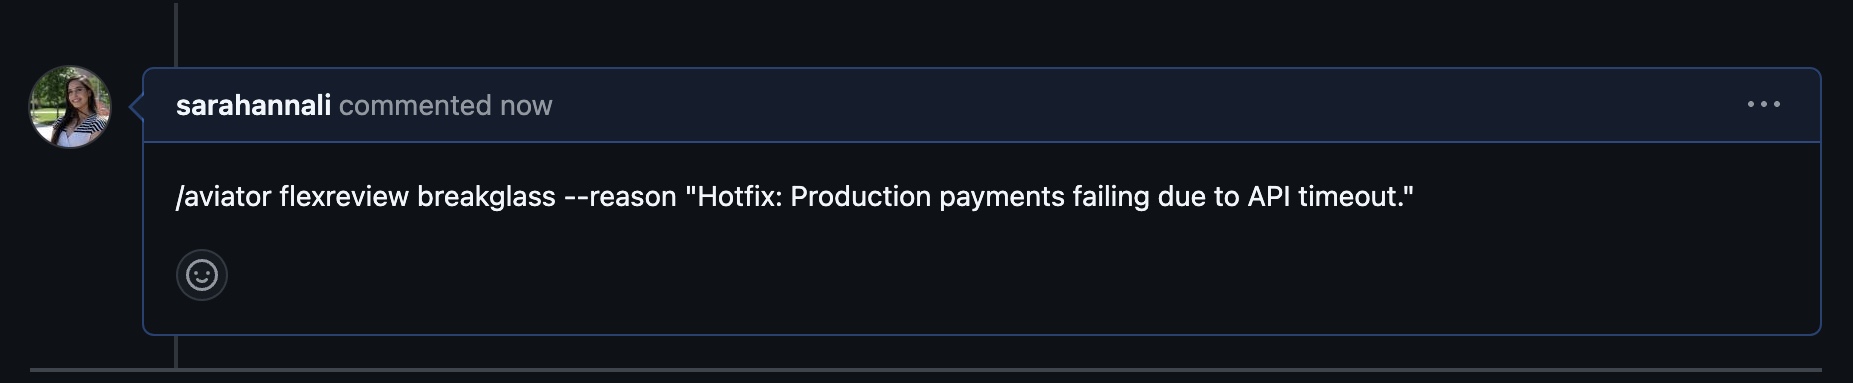 sarahannali commented now
/aviator flexreview breakglass --reason "Hotfix: Production payments failing due to API timeout."